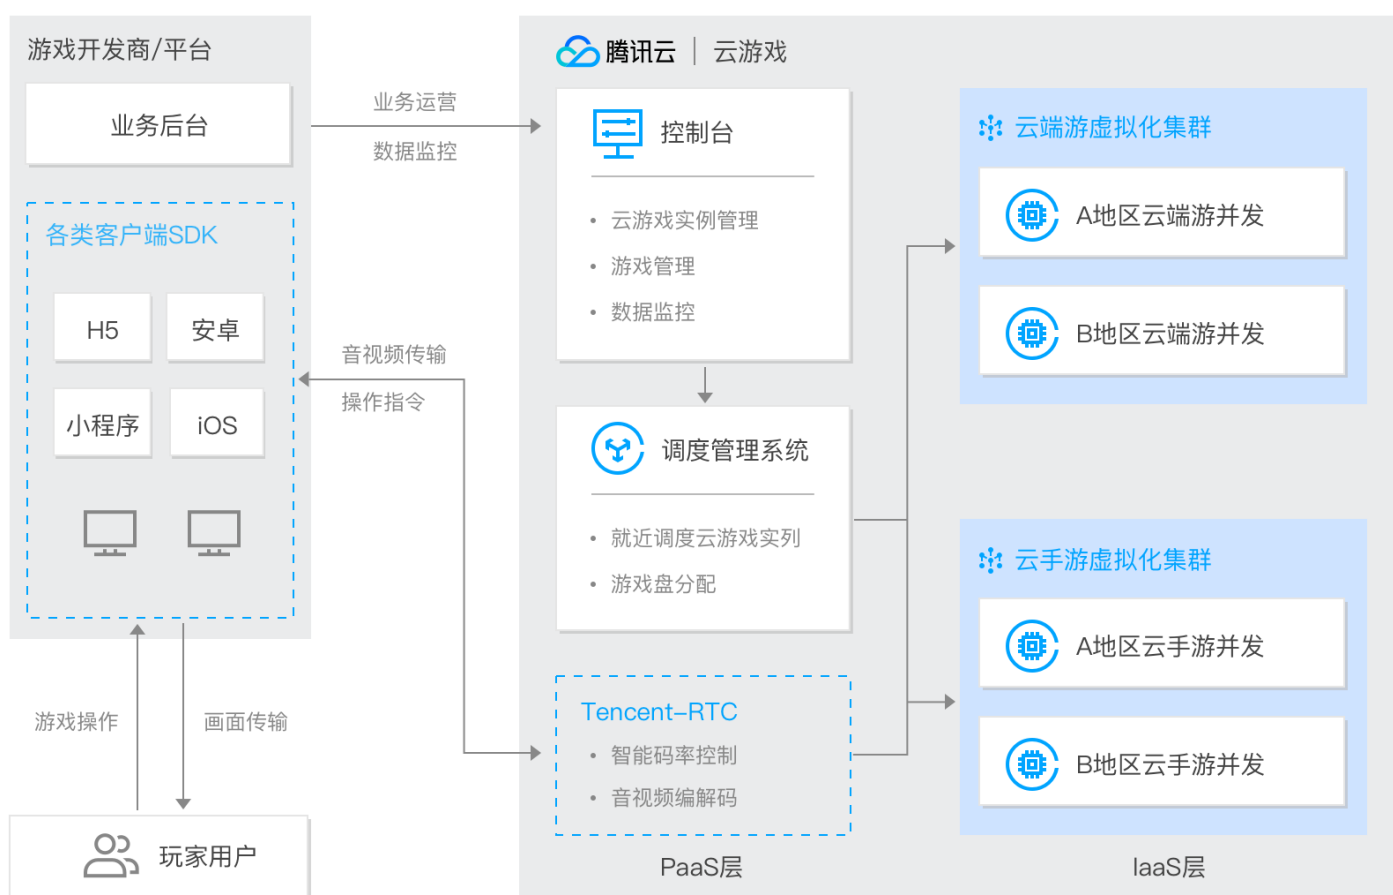 游戏开发商/平台
业务后台
各类客户端SDK
H5
安卓
小程序
iOS
游戏操作
画面传输
玩家用户
业务运营
数据监控
音视频传输
操作指令
腾讯云 | 云游戏
控制台
• 云游戏实例管理
• 游戏管理
• 数据监控
调度管理系统
• 就近调度云游戏实列
• 游戏盘分配
Tencent-RTC
• 智能码率控制
• 音视频编解码
PaaS层
云端游虚拟化集群
A地区云端游并发
B地区云端游并发
云手游虚拟化集群
A地区云手游并发
B地区云手游并发
IaaS层